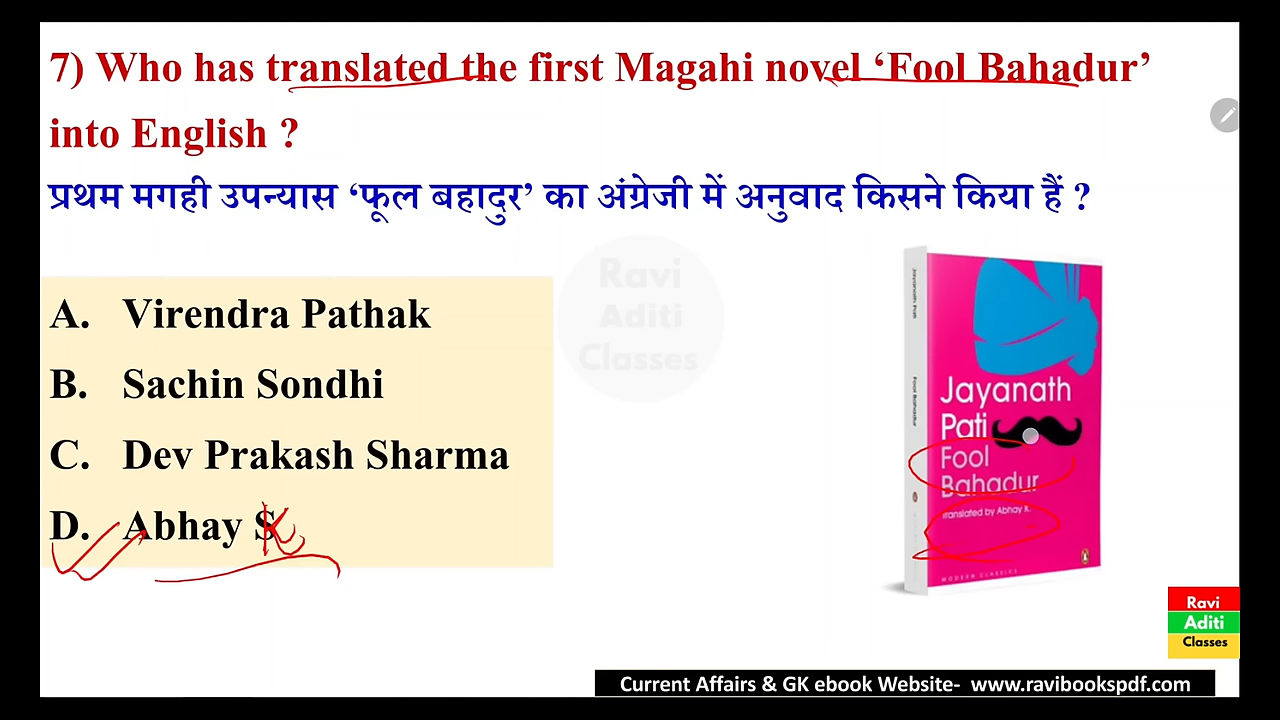 7) Who has translated the first Magahi novel ‘Fool Bahadur’
into English ?
प्रथम मगही उपन्यास ‘फूल बहादुर’ का अंग्रेजी में अनुवाद किसने किया हैं ?
A. Virendra Pathak
B. Sachin Sondhi
C. Dev Prakash Sharma
D. Abhay K
Ravi
Aditi
Classes
Jayanath Pati
Fool Bahadur
Jayanath
Pati
Fool
Bahadur
Translated by Abhay K.
MODERN CLASSICS
Ravi
Aditi
Classes
Current Affairs & GK ebook Website- www.ravibookspdf.com